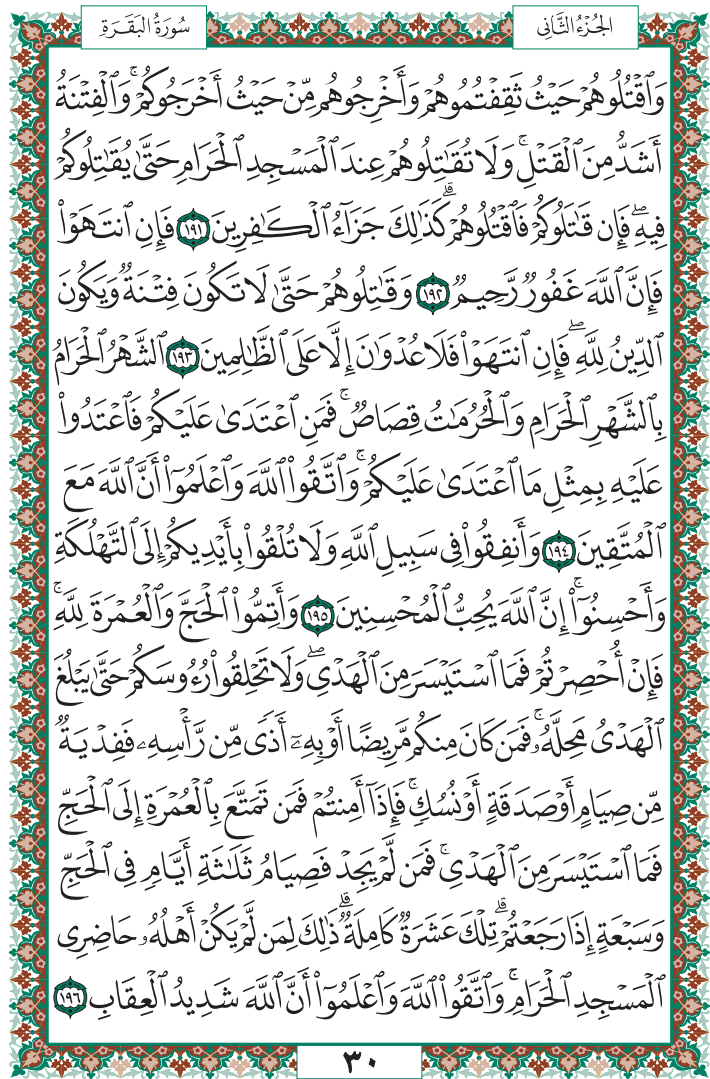 الجُزْءُ الثَّانِي
سُورَةُ البَقَرَةِ
وَٱقْتُلُوهُمْ حَيْثُ ثَقِفْتُمُوهُمْ وَأَخْرِجُوهُم مِّنْ حَيْثُ أَخْرَجُوكُمْ ۚ وَٱلْفِتْنَةُ
أَشَدُّ مِنَ ٱلْقَتْلِ ۚ وَلَا تُقَٰتِلُوهُمْ عِندَ ٱلْمَسْجِدِ ٱلْحَرَامِ حَتَّىٰ يُقَٰتِلُوكُمْ
فِيهِ ۖ فَإِن قَٰتَلُوكُمْ فَٱقْتُلُوهُمْ ۗ كَذَٰلِكَ جَزَآءُ ٱلْكَٰفِرِينَ ١٩١ فَإِنِ ٱنتَهَوْا۟
فَإِنَّ ٱللَّهَ غَفُورٌ رَّحِيمٌ ١٩٢ وَقَٰتِلُوهُمْ حَتَّىٰ لَا تَكُونَ فِتْنَةٌ وَيَكُونَ
ٱلدِّينُ لِلَّهِ ۖ فَإِنِ ٱنتَهَوْا۟ فَلَا عُدْوَٰنَ إِلَّا عَلَى ٱلظَّٰلِمِينَ ١٩٣ ٱلشَّهْرُ ٱلْحَرَامُ
بِٱلشَّهْرِ ٱلْحَرَامِ وَٱلْحُرُمَٰتُ قِصَاصٌ ۚ فَمَنِ ٱعْتَدَىٰ عَلَيْكُمْ فَٱعْتَدُوا۟
عَلَيْهِ بِمِثْلِ مَا ٱعْتَدَىٰ عَلَيْكُمْ ۚ وَٱتَّقُوا۟ ٱللَّهَ وَٱعْلَمُوٓا۟ أَنَّ ٱللَّهَ مَعَ
ٱلْمُتَّقِينَ ١٩٤ وَأَنفِقُوا۟ فِى سَبِيلِ ٱللَّهِ وَلَا تُلْقُوا۟ بِأَيْدِيكُمْ إِلَى ٱلتَّهْلُكَةِ
وَأَحْسِنُوٓا۟ ۚ إِنَّ ٱللَّهَ يُحِبُّ ٱلْمُحْسِنِينَ ١٩٥ وَأَتِمُّوا۟ ٱلْحَجَّ وَٱلْعُمْرَةَ لِلَّهِ ۚ
فَإِنْ أُحْصِرْتُمْ فَمَا ٱسْتَيْسَرَ مِنَ ٱلْهَدْىِ ۖ وَلَا تَحْلِقُوا۟ رُءُوسَكُمْ حَتَّىٰ يَبْلُغَ
ٱلْهَدْىُ مَحِلَّهُۥ ۚ فَمَن كَانَ مِنكُم مَّرِيضًا أَوْ بِهِۦٓ أَذًى مِّن رَّأْسِهِۦ فَفِدْيَةٌ
مِّن صِيَامٍ أَوْ صَدَقَةٍ أَوْ نُسُكٍ ۚ فَإِذَآ أَمِنتُمْ فَمَن تَمَتَّعَ بِٱلْعُمْرَةِ إِلَى ٱلْحَجِّ
فَمَا ٱسْتَيْسَرَ مِنَ ٱلْهَدْىِ ۚ فَمَن لَّمْ يَجِدْ فَصِيَامُ ثَلَٰثَةِ أَيَّامٍ فِى ٱلْحَجِّ
وَسَبْعَةٍ إِذَا رَجَعْتُمْ ۗ تِلْكَ عَشَرَةٌ كَامِلَةٌ ۗ ذَٰلِكَ لِمَن لَّمْ يَكُنْ أَهْلُهُۥ حَاضِرِى
ٱلْمَسْجِدِ ٱلْحَرَامِ ۚ وَٱتَّقُوا۟ ٱللَّهَ وَٱعْلَمُوٓا۟ أَنَّ ٱللَّهَ شَدِيدُ ٱلْعِقَابِ ١٩٦
٣٠